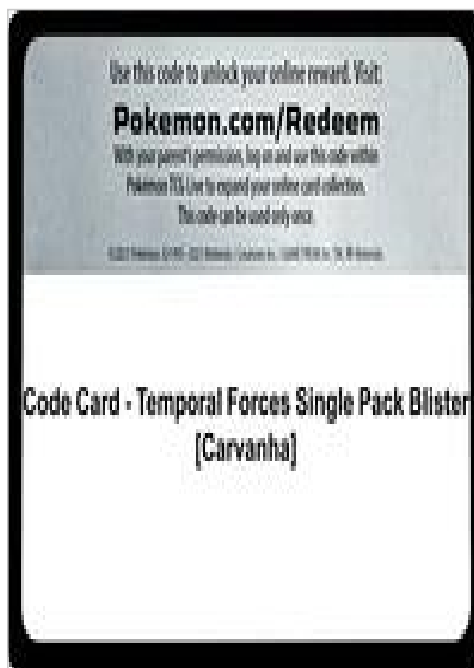 Use this code to unlock your online reward. Visit:
Pokemon.com/Redeem
With your parent's permission, log on and use this code within
Pokémon TCG Live to expand your online card collection.
This code can be used only once.
Code Card - Temporal Forces Single Pack Blister
[Carvanha]